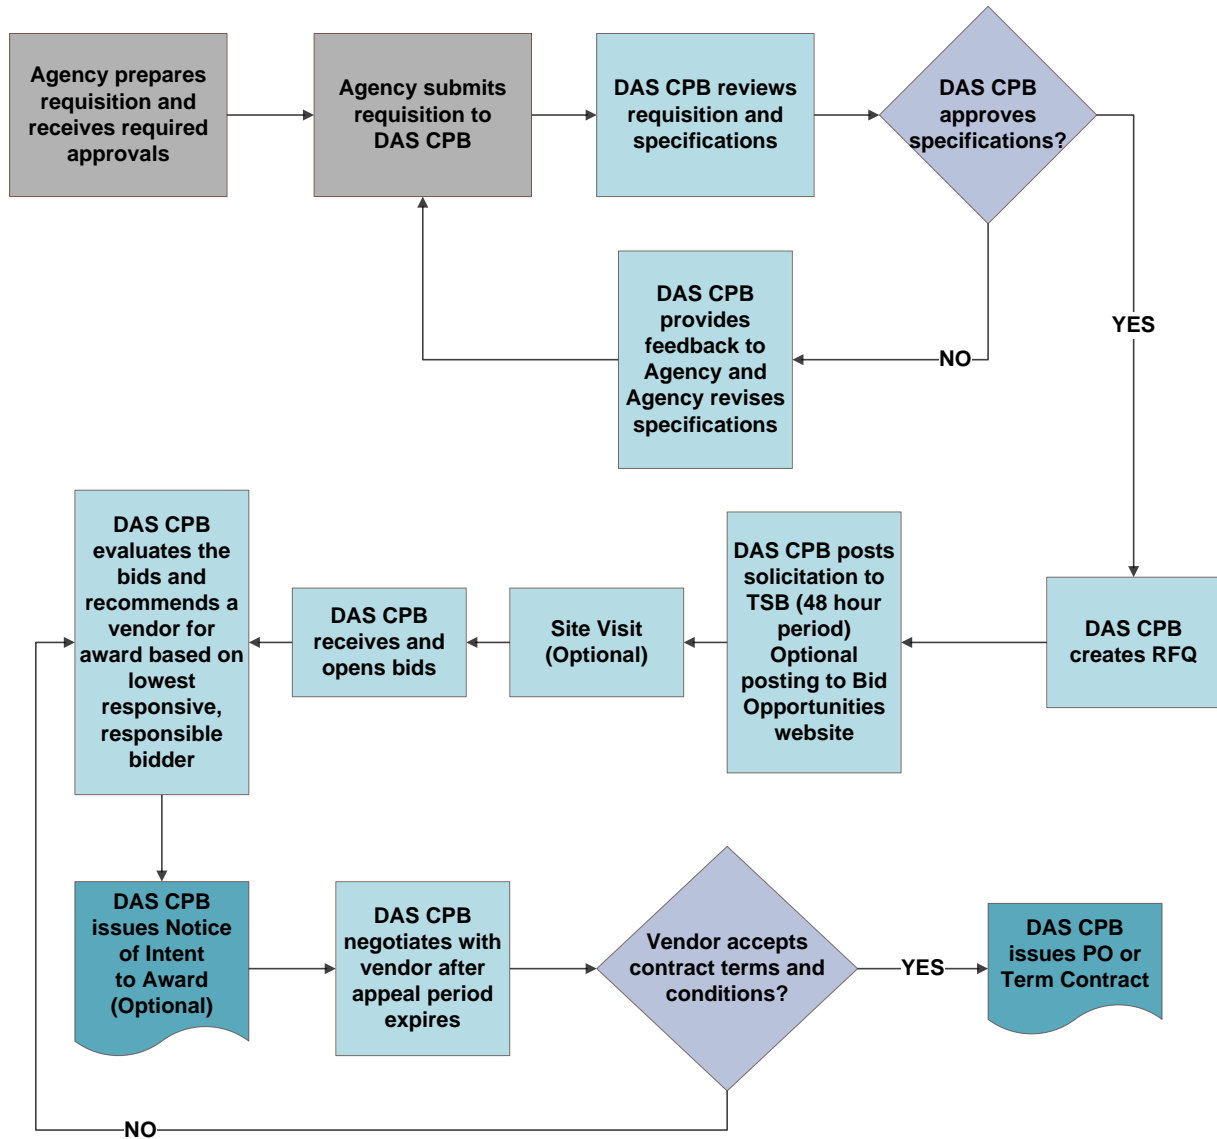 Agency prepares
requisition and
receives required
approvals
Agency submits
requisition to
DAS CPB
DAS CPB reviews
requisition and
specifications
DAS CPB
approves
specifications?
YES
NO
DAS CPB
provides
feedback to
Agency and
Agency revises
specifications
DAS CPB
creates RFQ
DAS CPB posts
solicitation to
TSB (48 hour
period)
Optional
posting to Bid
Opportunities
website
Site Visit
(Optional)
DAS CPB
receives and
opens bids
DAS CPB
evaluates the
bids and
recommends a
vendor for
award based on
lowest
responsive,
responsible
bidder
DAS CPB
issues Notice
of Intent
to Award
(Optional)
DAS CPB
negotiates with
vendor after
appeal period
expires
Vendor accepts
contract terms and
conditions?
YES
DAS CPB
issues PO or
Term Contract
NO